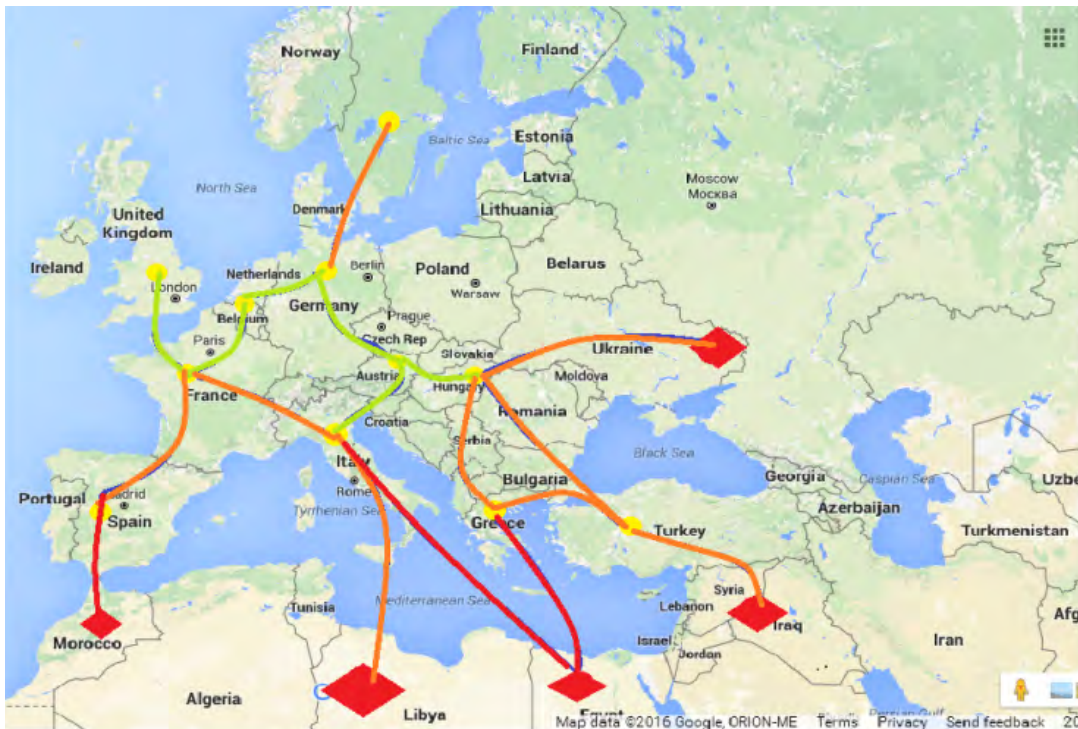 Norway
Finland
Estonia
Baltic Sea
Latvia
Moscow
Москва
North Sea
Denmark
Lithuania
United
Kingdom
Ireland
Netherlands
Berlin
Poland
Belarus
London
Warsaw
Germany
Belgium
Prague
Czech Rep
Paris
Slovakia
Ukraine
Austria
Hungary
Moldova
France
Croatia
Romania
Serbia
Italy
Black Sea
Bulgaria
Georgia
Caspian Sea
Portugal
Madrid
Rome
Uzbe
Spain
Tyrrhenian Sea
Greece
Turkey
Azerbaijan
Turkmenistan
Syria
Tunisia
Mediterranean Sea
Lebanon
Iraq
Afg
Morocco
Israel
Iran
Jordan
Algeria
Libya
Egypt
Persian Gulf
Map data ©2016 Google, ORION-ME Terms Privacy Send feedback 20